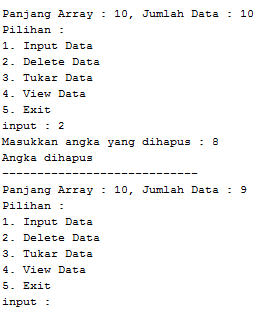 Panjang Array : 10, Jumlah Data : 10
Pilihan :
1. Input Data
2. Delete Data
3. Tukar Data
4. View Data
5. Exit
input : 2
Masukkan angka yang dihapus : 8
Angka dihapus
----------------------------
Panjang Array : 10, Jumlah Data : 9
Pilihan :
1. Input Data
2. Delete Data
3. Tukar Data
4. View Data
5. Exit
input :